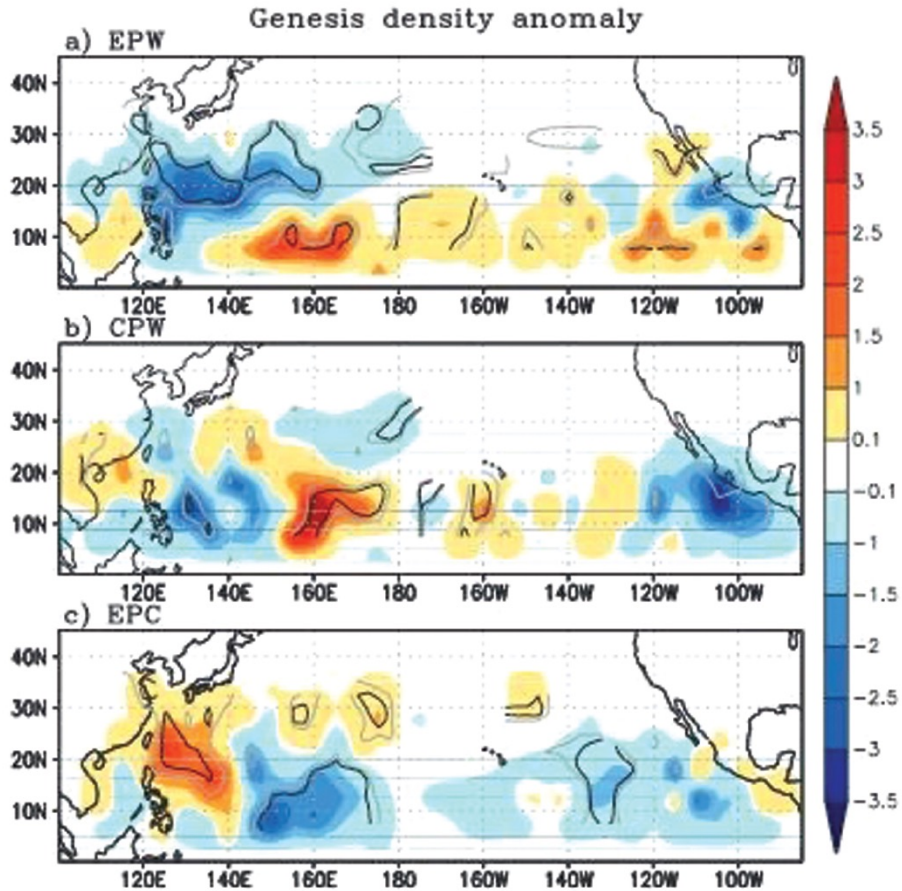 Genesis density anomaly
a) EPW
40N
30N
20N
10N
120E 140E 160E 180 160W 140W 120W 100W
b) CPW
40N
30N
20N
10N
120E 140E 160E 180 160W 140W 120W 100W
c) EPC
40N
30N
20N
10N
120E 140E 160E 180 160W 140W 120W 100W
3.5
3
2.5
2
1.5
1
0.1
-0.1
-1
-1.5
-2
-2.5
-3
-3.5